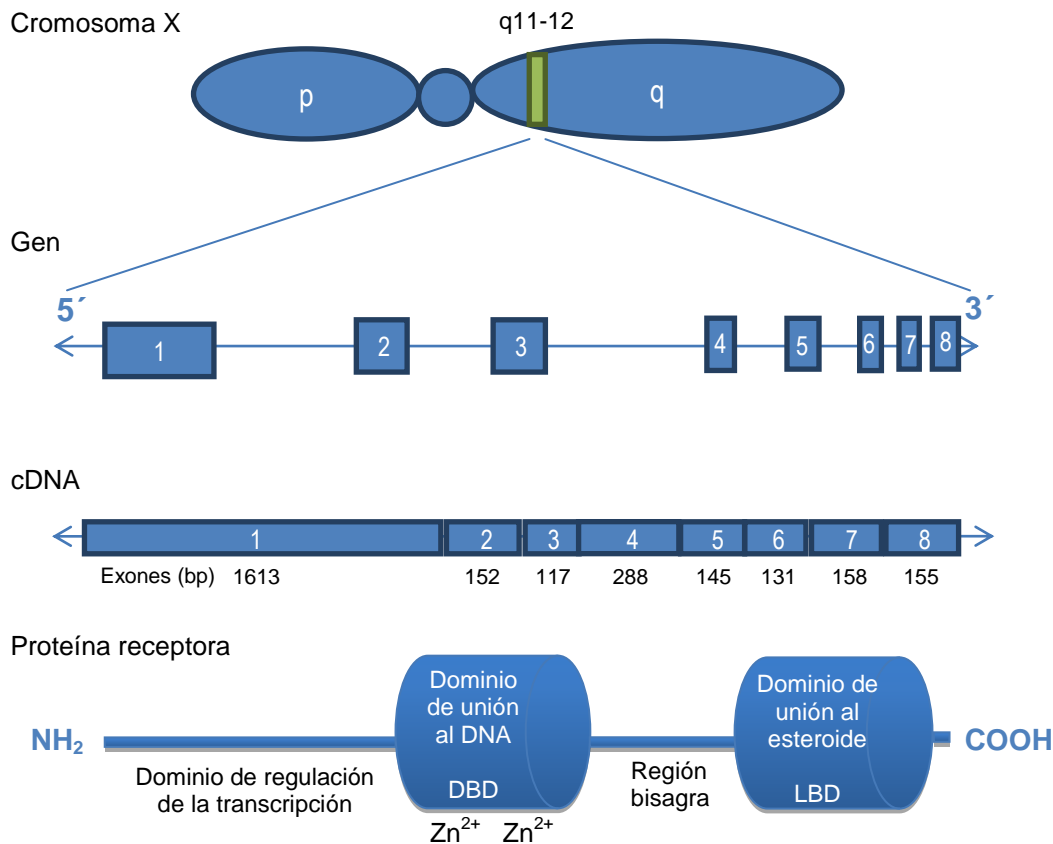 Cromosoma X
q11-12
p
q
Gen
5´
3´
1
2
3
4
5
6
7
8
cDNA
1
2
3
4
5
6
7
8
Exones (bp) 1613 152 117 288 145 131 158 155
Proteína receptora
NH2
Dominio de regulación
de la transcripción
Dominio
de unión
al DNA
DBD
Zn2+ Zn2+
Región
bisagra
Dominio de
unión al
esteroide
LBD
COOH